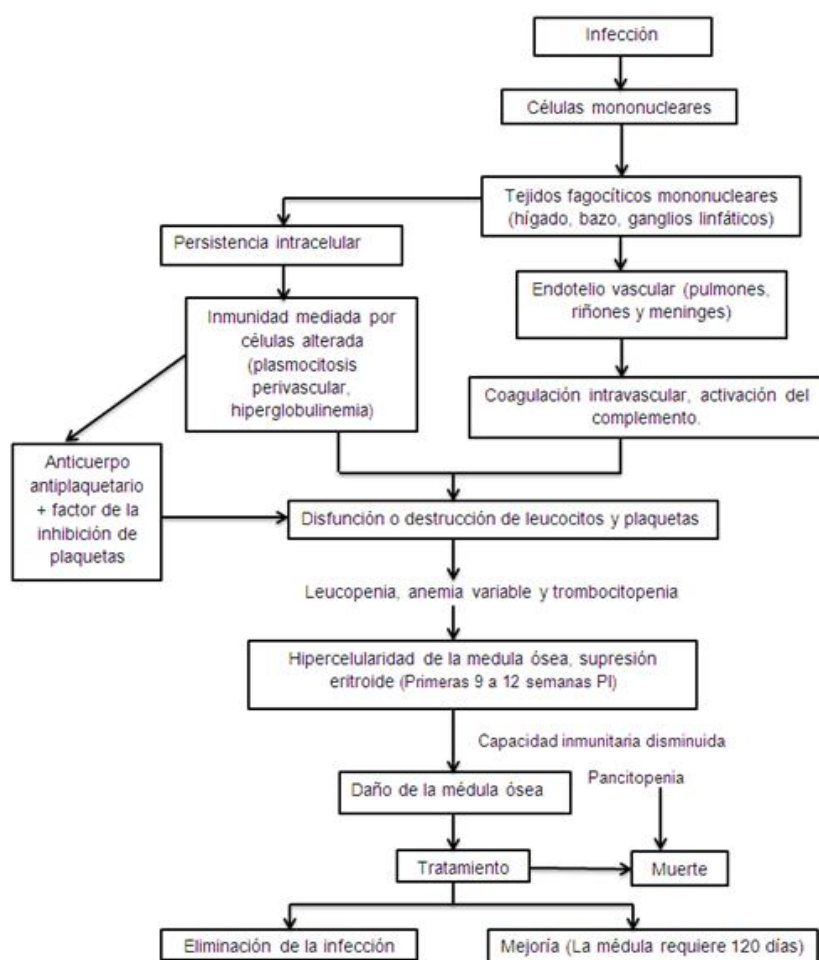 Infección
Células mononucleares
Tejidos fagocíticos mononucleares
(hígado, bazo, ganglios linfáticos)
Persistencia intracelular
Endotelio vascular (pulmones,
riñones y meninges)
Inmunidad mediada por
células alterada
(plasmocitosis
perivascular,
hiperglobulinemia)
Coagulación intravascular, activación del
complemento.
Anticuerpo
antiplaquetario
+ factor de la
inhibición de
plaquetas
Disfunción o destrucción de leucocitos y plaquetas
Leucopenia, anemia variable y trombocitopenia
Hipercelularidad de la medula ósea, supresión
eritroide (Primeras 9 a 12 semanas PI)
Capacidad inmunitaria disminuida
Daño de la médula ósea
Pancitopenia
Tratamiento
Muerte
Eliminación de la infección
Mejoría (La médula requiere 120 días)